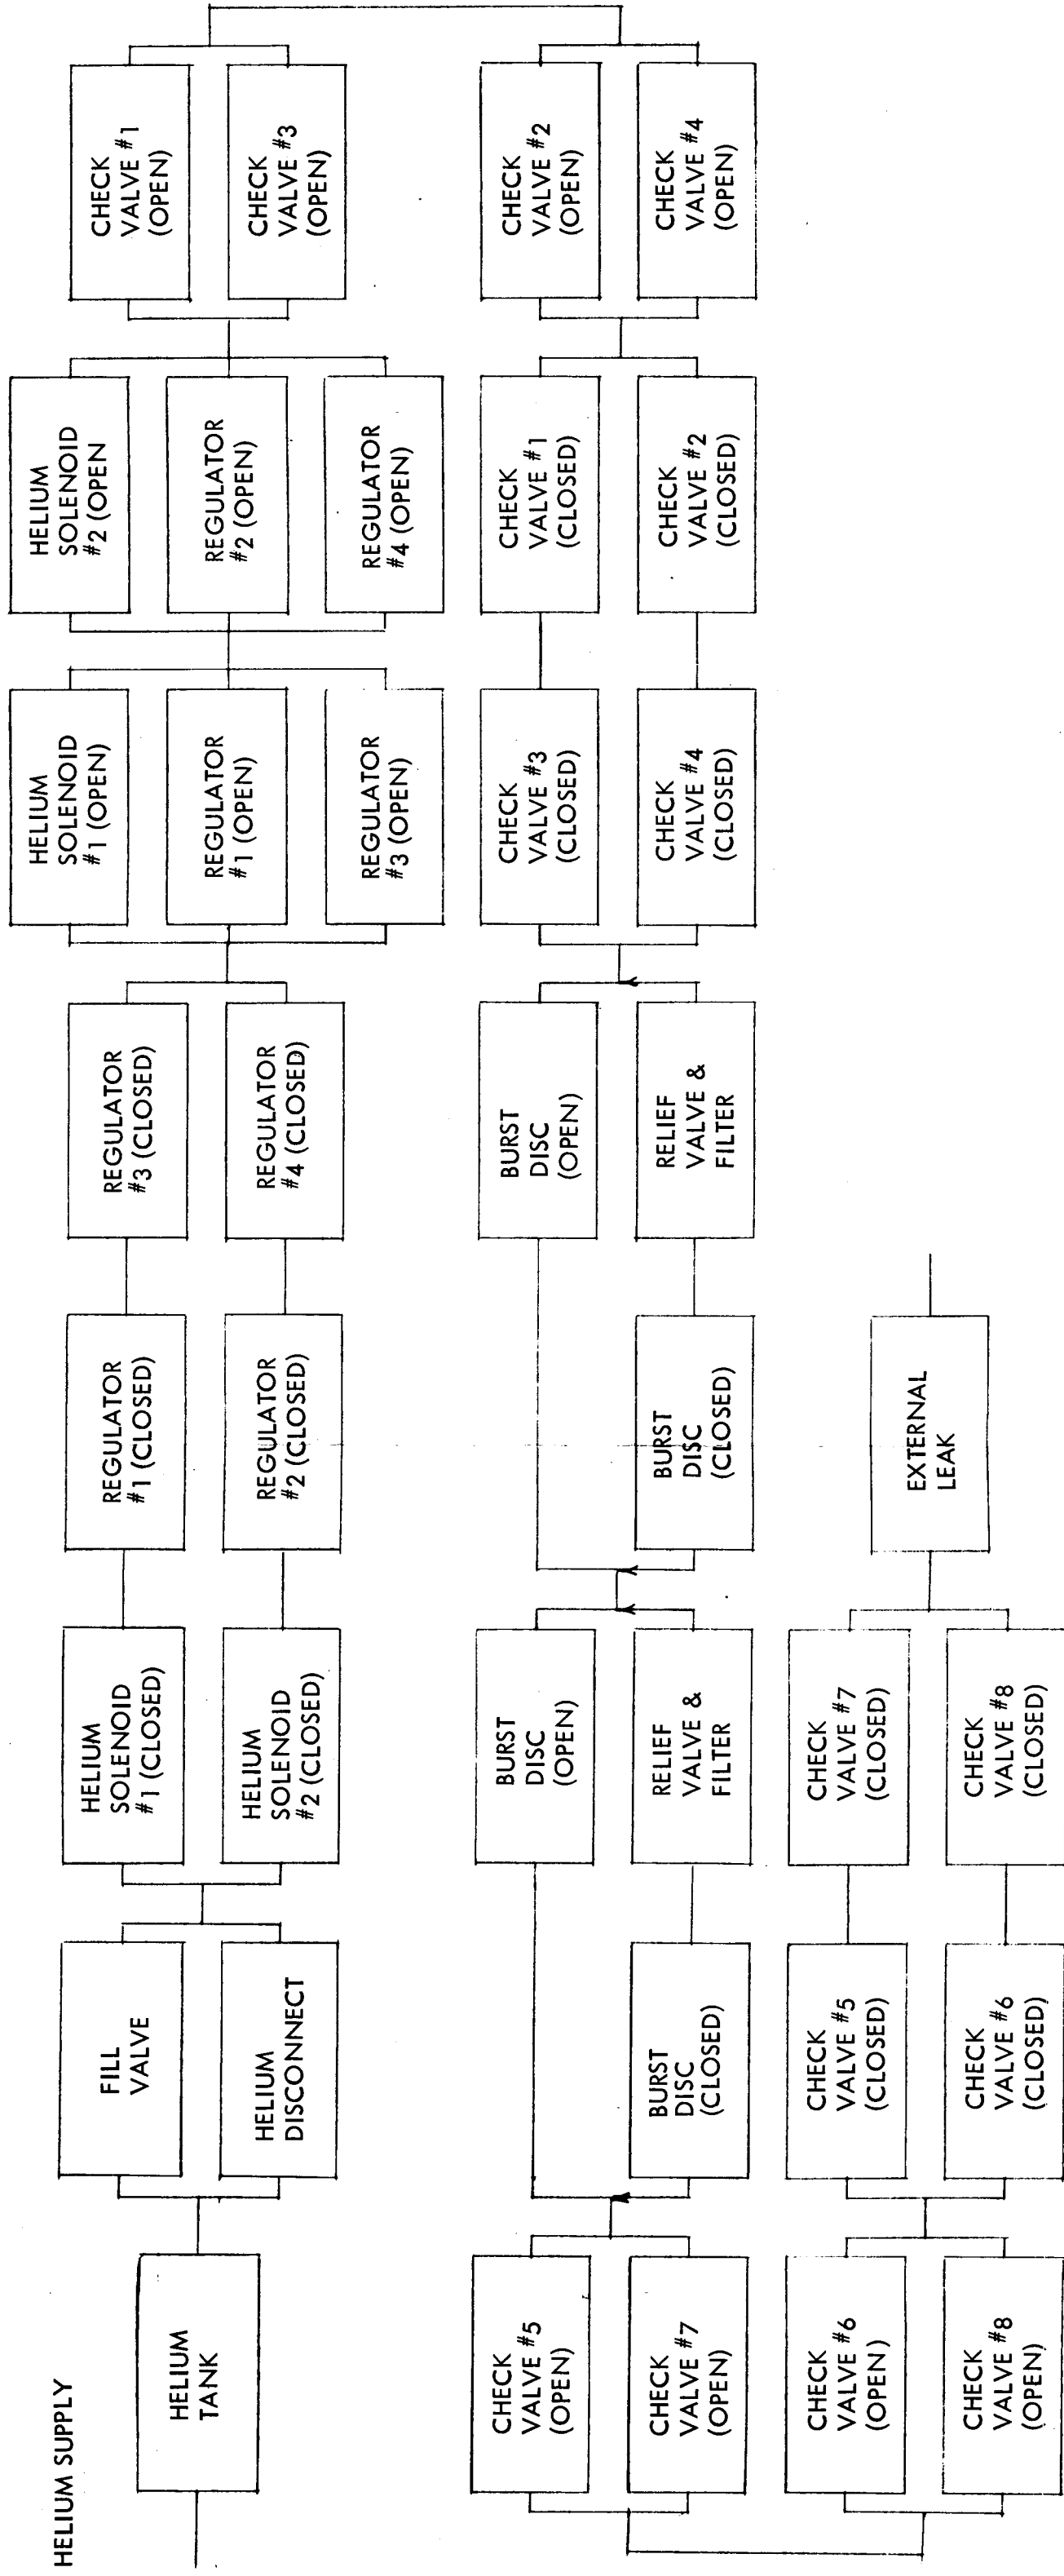 HELIUM SUPPLY
HELIUM
TANK
FILL
VALVE
HELIUM
DISCONNECT
HELIUM
SOLENOID
#1 (CLOSED)
HELIUM
SOLENOID
#2 (CLOSED)
REGULATOR
#1 (CLOSED)
REGULATOR
#2 (CLOSED)
REGULATOR
#3 (CLOSED)
REGULATOR
#4 (CLOSED)
HELIUM
SOLENOID
#1 (OPEN)
REGULATOR
#1 (OPEN)
REGULATOR
#3 (OPEN)
HELIUM
SOLENOID
#2 (OPEN
REGULATOR
#2 (OPEN)
REGULATOR
#4 (OPEN)
CHECK
VALVE #1
(OPEN)
CHECK
VALVE #3
(OPEN)
CHECK
VALVE #5
(OPEN)
CHECK
VALVE #7
(OPEN)
BURST
DISC
(CLOSED)
BURST
DISC
(OPEN)
RELIEF
VALVE &
FILTER
BURST
DISC
(CLOSED)
BURST
DISC
(OPEN)
RELIEF
VALVE &
FILTER
CHECK
VALVE #3
(CLOSED)
CHECK
VALVE #4
(CLOSED)
CHECK
VALVE #1
(CLOSED)
CHECK
VALVE #2
(CLOSED)
CHECK
VALVE #2
(OPEN)
CHECK
VALVE #4
(OPEN)
CHECK
VALVE #6
(OPEN)
CHECK
VALVE #8
(OPEN)
CHECK
VALVE #5
(CLOSED)
CHECK
VALVE #6
(CLOSED)
CHECK
VALVE #7
(CLOSED)
CHECK
VALVE #8
(CLOSED)
EXTERNAL
LEAK